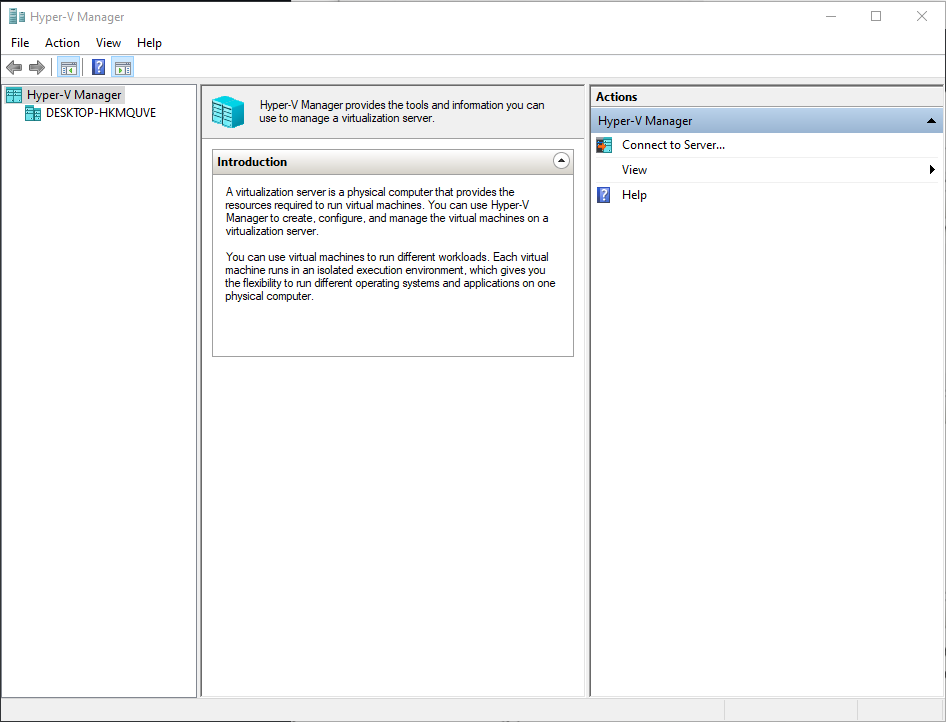 Hyper-V Manager
File Action View Help
Hyper-V Manager
DESKTOP-HKMQUVE
Hyper-V Manager provides the tools and information you can
use to manage a virtualization server.
Introduction
A virtualization server is a physical computer that provides the
resources required to run virtual machines. You can use Hyper-V
Manager to create, configure, and manage the virtual machines on a
virtualization server.
You can use virtual machines to run different workloads. Each virtual
machine runs in an isolated execution environment, which gives you
the flexibility to run different operating systems and applications on one
physical computer.
Actions
Hyper-V Manager
Connect to Server...
View
Help